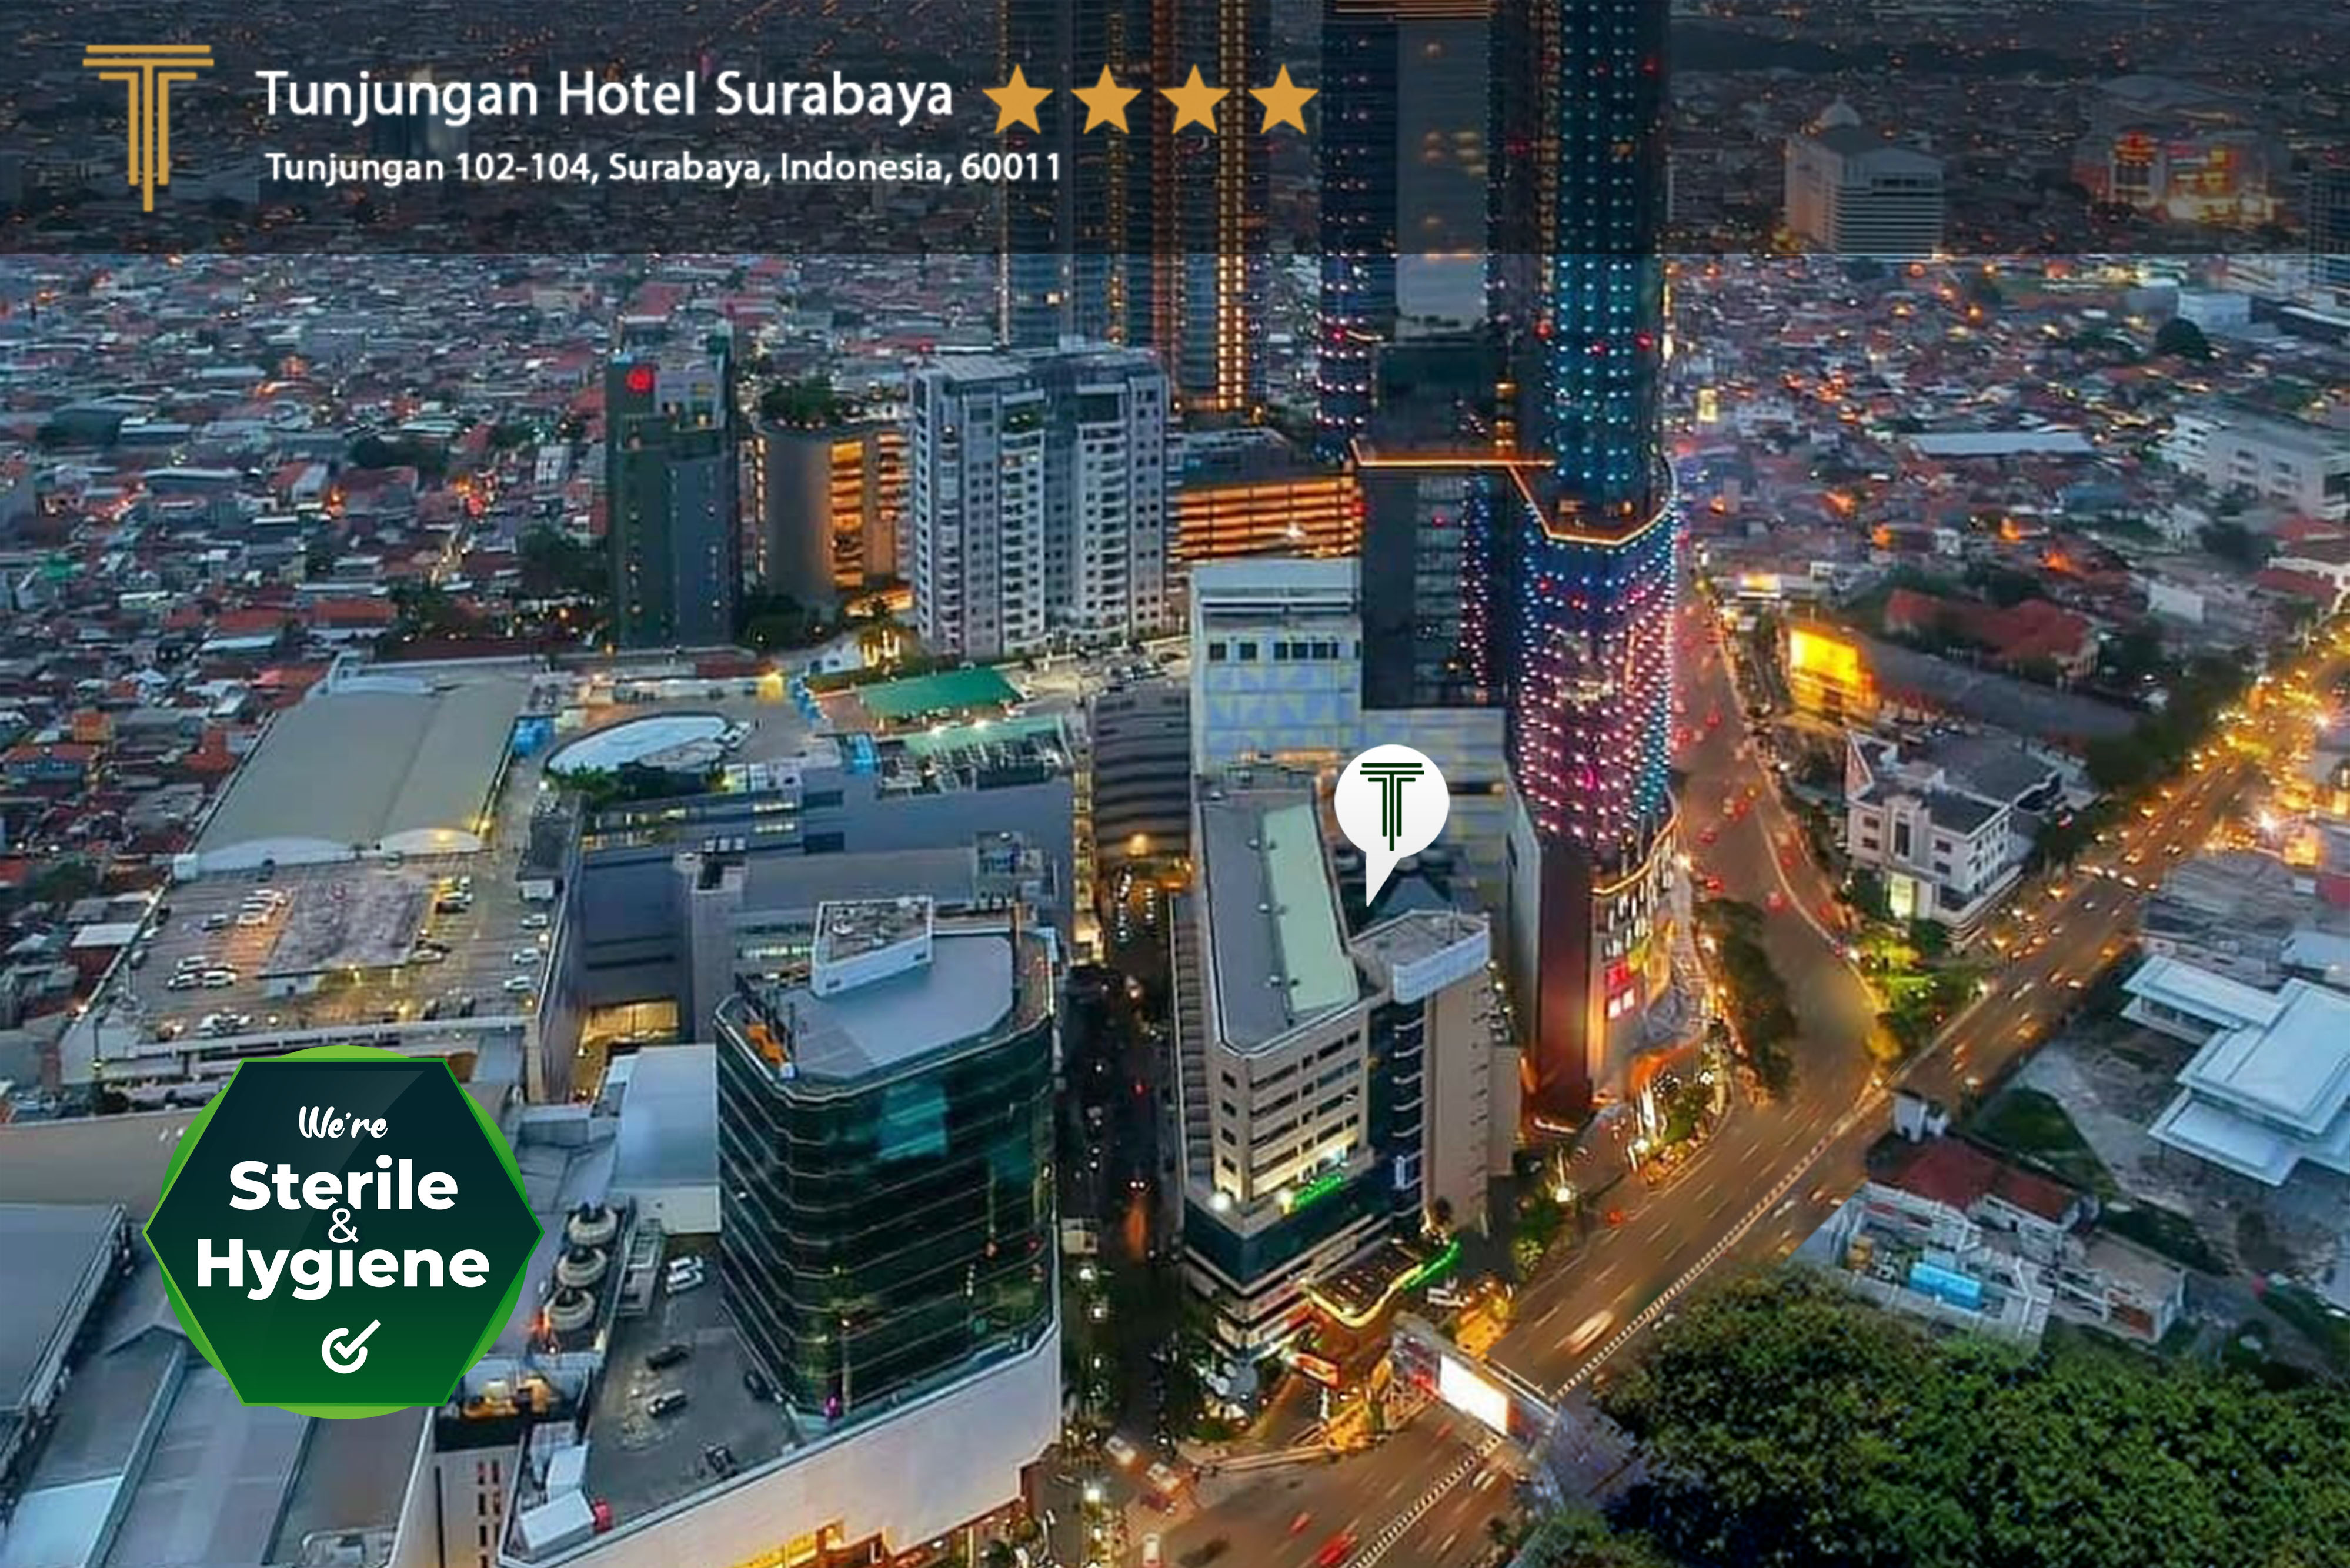 Tunjungan Hotel Surabaya
Tunjungan 102-104, Surabaya, Indonesia, 60011
We're
Sterile
&
Hygiene